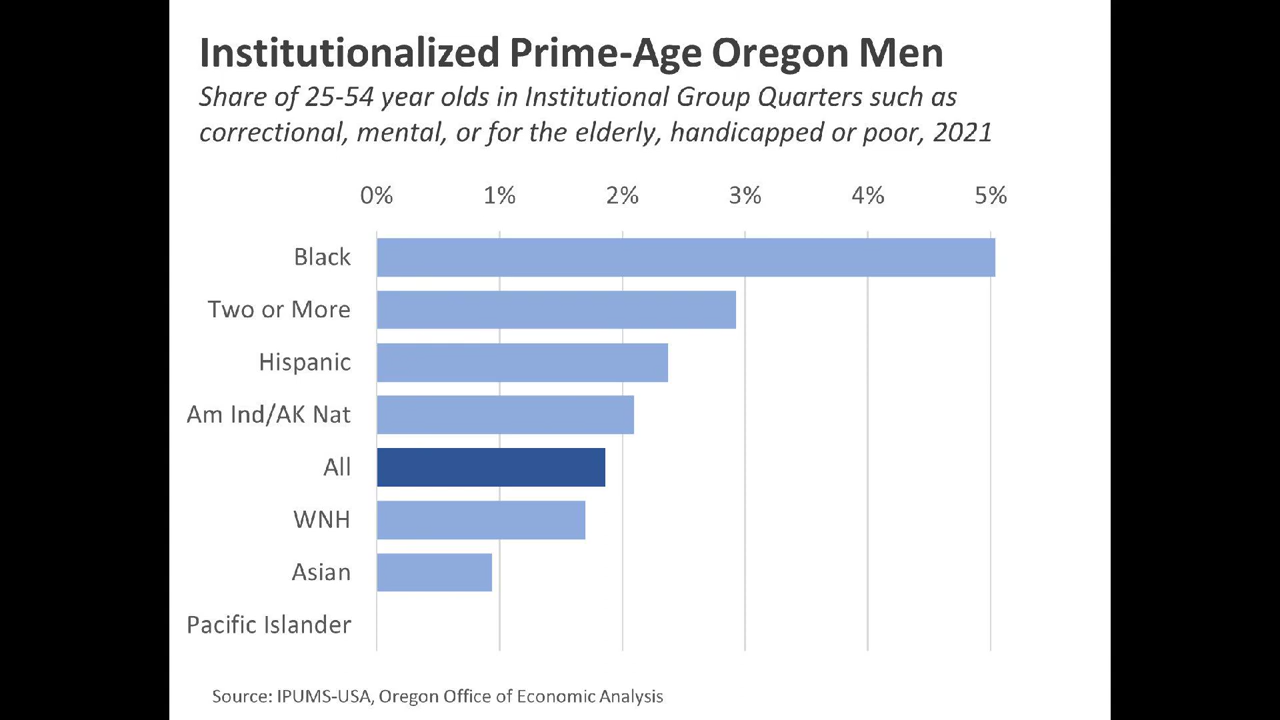 Institutionalized Prime-Age Oregon Men
Share of 25-54 year olds in Institutional Group Quarters such as
correctional, mental, or for the elderly, handicapped or poor, 2021
0% 1% 2% 3% 4% 5%
Black
Two or More
Hispanic
Am Ind/AK Nat
All
WNH
Asian
Pacific Islander
Source: IPUMS-USA, Oregon Office of Economic Analysis